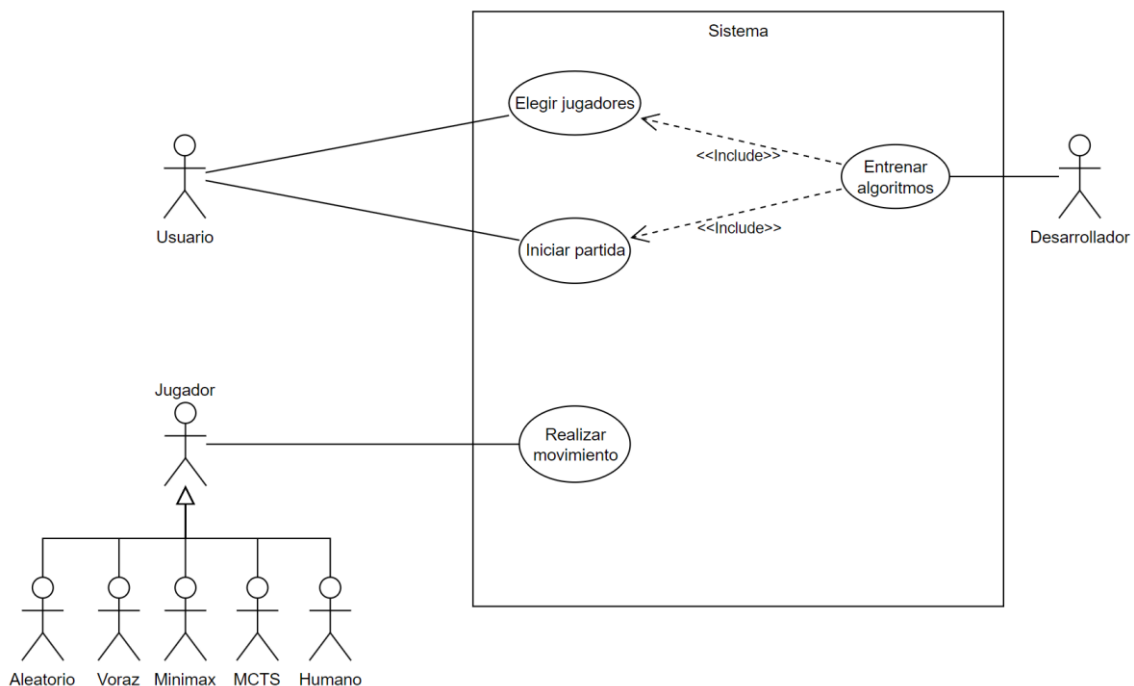 Sistema
Elegir jugadores
<<Include>>
Entrenar
algoritmos
Usuario
Iniciar partida
<<Include>>
Desarrollador
Jugador
Realizar
movimiento
Aleatorio
Voraz
Minimax
MCTS
Humano